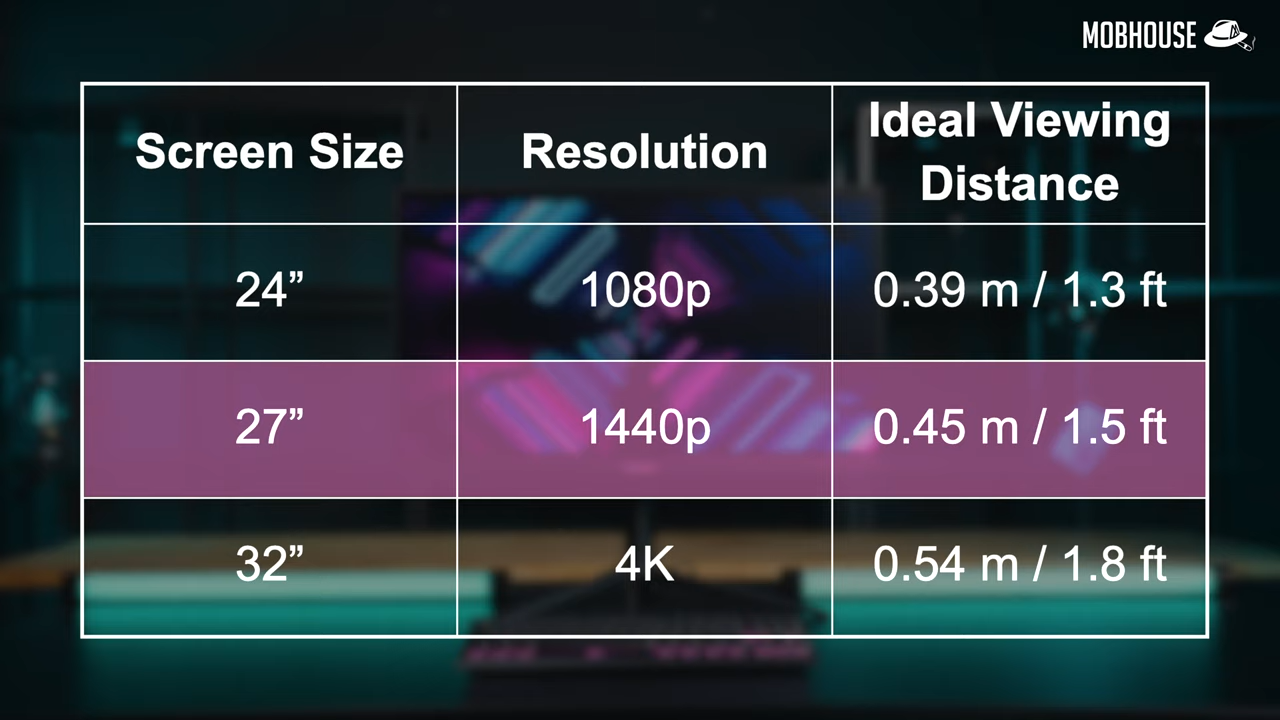 MOBHOUSE
Screen Size
Resolution
Ideal Viewing
Distance
24”
1080p
0.39 m / 1.3 ft
27”
1440p
0.45 m / 1.5 ft
32”
4K
0.54 m / 1.8 ft